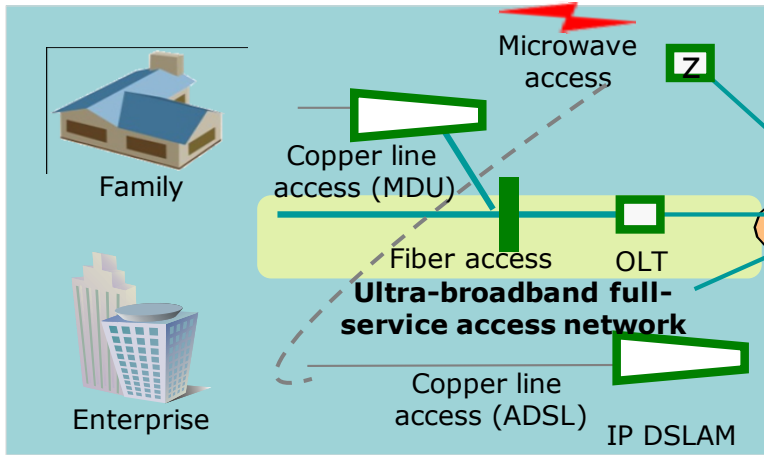 Microwave
access
Z
Copper line
access (MDU)
Family
Fiber access
OLT
Ultra-broadband full-
service access network
Copper line
access (ADSL)
Enterprise
IP DSLAM